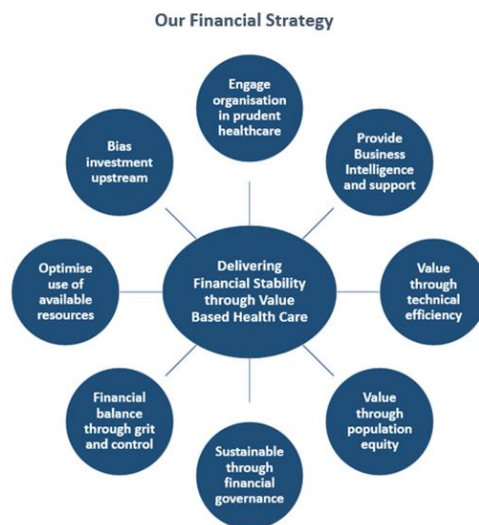 Our Financial Strategy
Engage
organisation
in prudent
healthcare
Provide
Business
Intelligence
and support
Value
through
technical
efficiency
Value
through
population
equity
Sustainable
through
financial
governance
Financial
balance
through grit
and control
Optimise
use of
available
resources
Bias
investment
upstream
Delivering
Financial Stability
through Value
Based Health Care